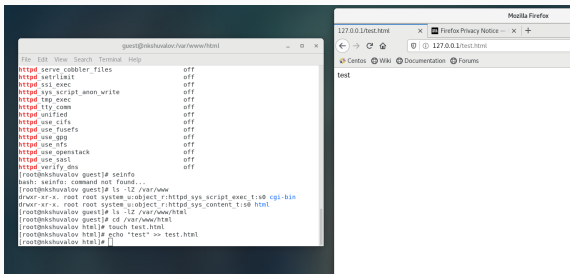 guest@nkshuvalov:/var/www/html
File Edit View Search Terminal Help
httpd_serve_cobbler_files off
httpd_setrlimit off
httpd_ssi_exec off
httpd_sys_script_anon_write off
httpd_tmp_exec off
httpd_tty_comm off
httpd_unified off
httpd_use_cifs off
httpd_use_fusefs off
httpd_use_gpg off
httpd_use_nfs off
httpd_use_openstack off
httpd_use_sasl off
httpd_verify_dns off
[root@nkshuvalov guest]# seinfo
bash: seinfo: command not found...
[root@nkshuvalov guest]# ls -lZ /var/www
drwxr-xr-x. root root system_u:object_r:httpd_sys_script_exec_t:s0 cgi-bin
drwxr-xr-x. root root system_u:object_r:httpd_sys_content_t:s0 html
[root@nkshuvalov guest]# ls -lZ /var/www/html
[root@nkshuvalov guest]# cd /var/www/html
[root@nkshuvalov html]# touch test.html
[root@nkshuvalov html]# echo "test" >> test.html
[root@nkshuvalov html]#
Mozilla Firefox
127.0.0.1/test.html
Firefox Privacy Notice —
127.0.0.1/test.html
Centos Wiki Documentation Forums
test